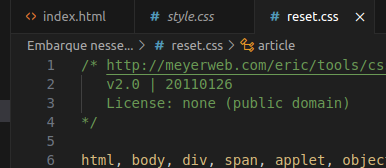 index.html # style.css # reset.css
Embarque nesse... > # reset.css > article
1 /* http://meyerweb.com/eric/tools/cs
2 v2.0 | 20110126
3 License: none (public domain)
4 */
5
6 html, body, div, span, applet, objec